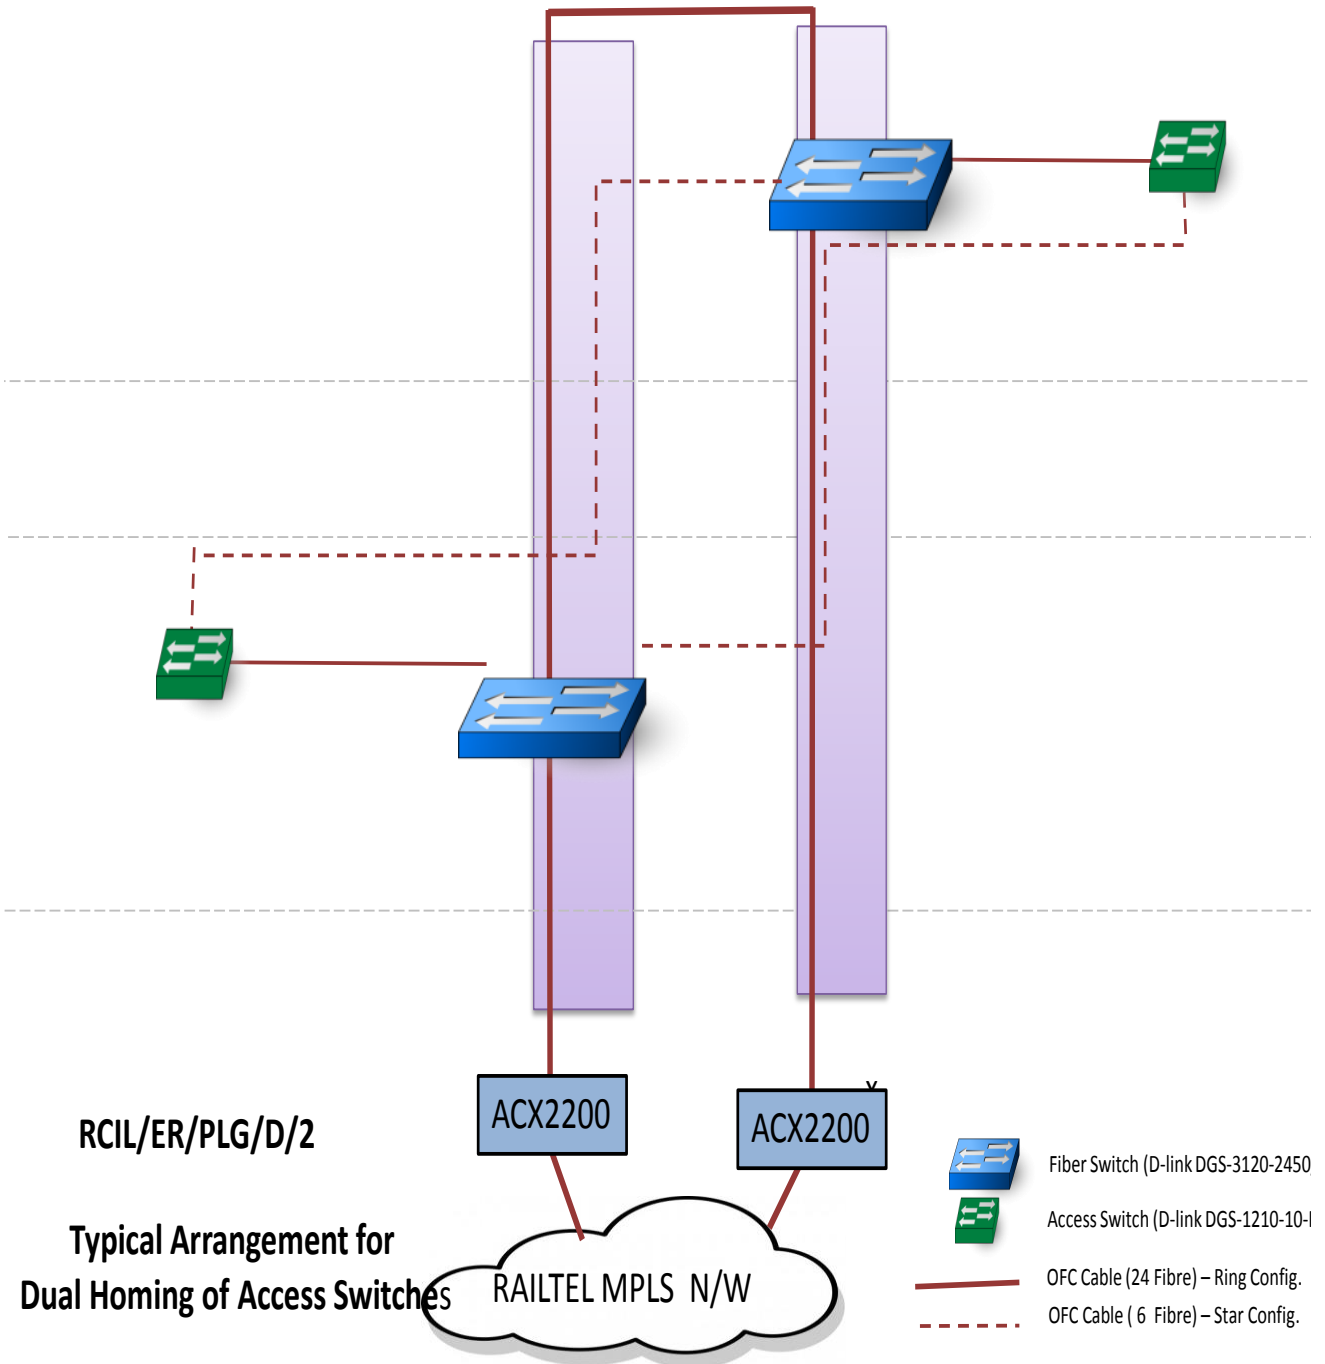 ACX2200
ACX2200
RCIL/ER/PLG/D/2
Typical Arrangement for
Dual Homing of Access Switches
RAILTEL MPLS N/W
Fiber Switch (D-link DGS-3120-2450
Access Switch (D-link DGS-1210-10-
OFC Cable (24 Fibre) – Ring Config.
OFC Cable ( 6 Fibre) – Star Config.